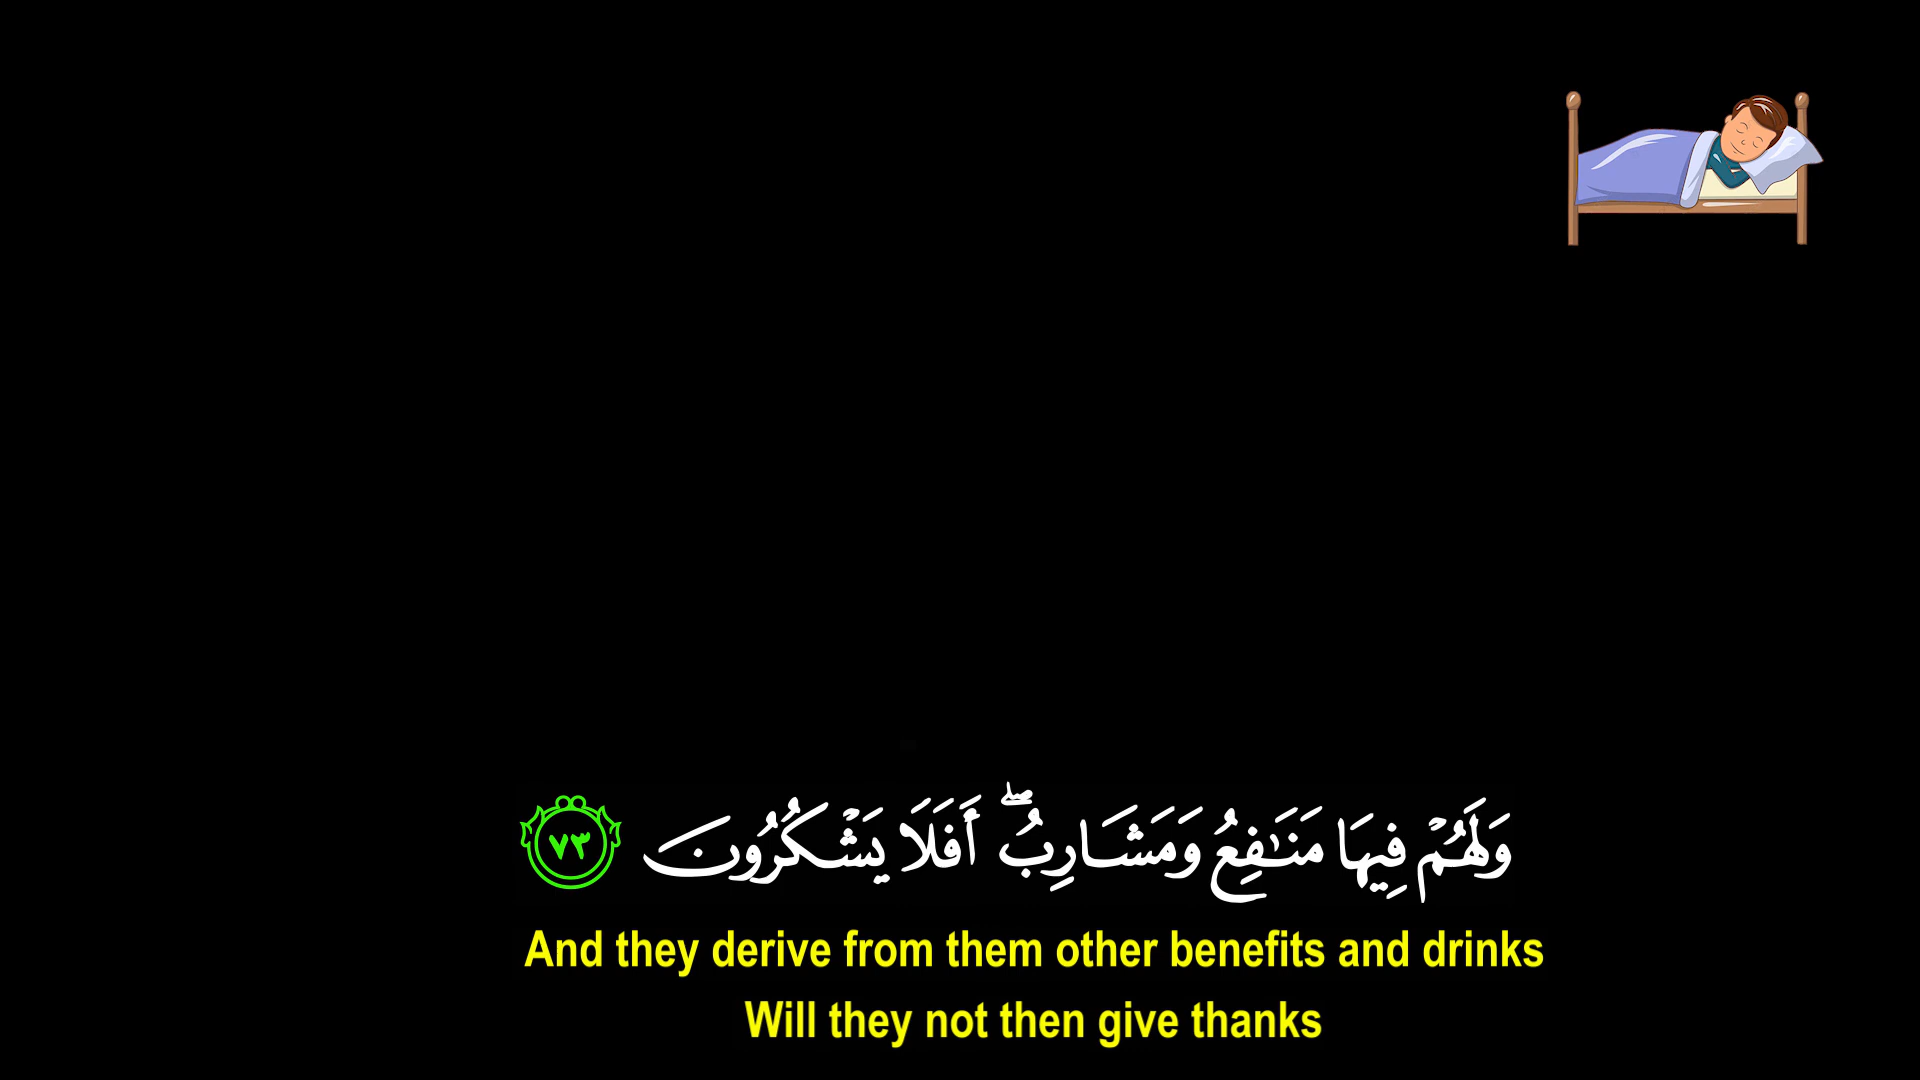 وَلَهُمۡ فِيهَا مَنَٰفِعُ وَمَشَارِبُۖ أَفَلَا يَشۡكُرُونَ ٧٣
And they derive from them other benefits and drinks
Will they not then give thanks